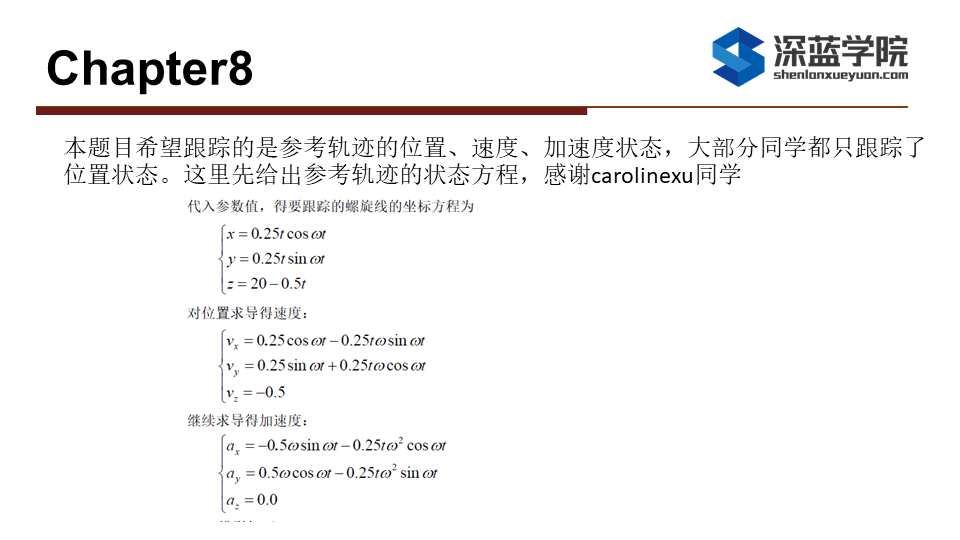 Chapter8
深蓝学院
shenlanxueyuan.com
本题目希望跟踪的是参考轨迹的位置、速度、加速度状态，大部分同学都只跟踪了
位置状态。这里先给出参考轨迹的状态方程，感谢carolinexu同学
代入参数值，得要跟踪的螺旋线的坐标方程为
x = 0.25t cos ωt
y = 0.25t sin ωt
z = 20 − 0.5t
对位置求导得速度：
vₓ = 0.25 cos ωt − 0.25tω sin ωt
v_y = 0.25 sin ωt + 0.25tω cos ωt
v_z = −0.5
继续求导得加速度：
aₓ = −0.5ω sin ωt − 0.25tω² cos ωt
a_y = 0.5ω cos ωt − 0.25tω² sin ωt
a_z = 0.0